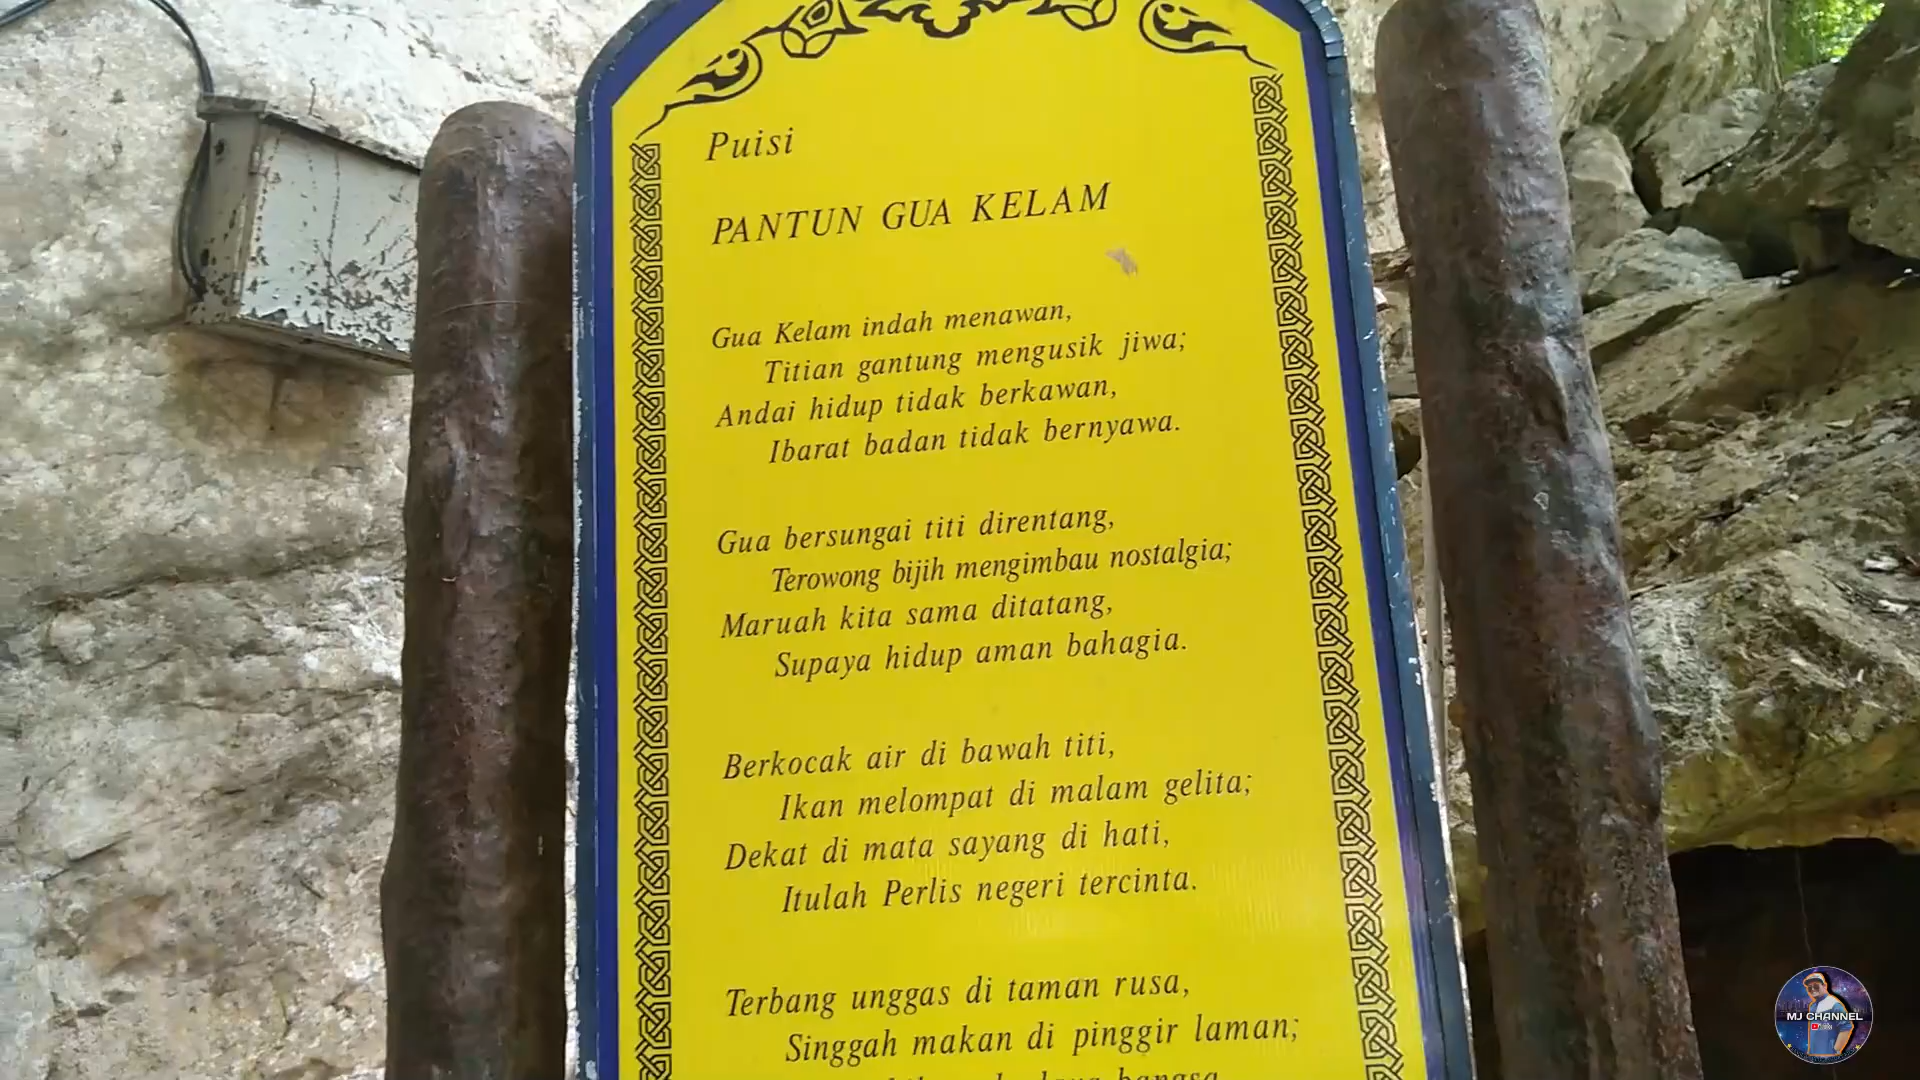 Puisi
PANTUN GUA KELAM
Gua Kelam indah menawan,
Titian gantung mengusik jiwa;
Andai hidup tidak berkawan,
Ibarat badan tidak bernyawa.
Gua bersungai titi direntang,
Terowong bijih mengimbau nostalgia;
Maruah kita sama ditatang,
Supaya hidup aman bahagia.
Berkocak air di bawah titi,
Ikan melompat di malam gelita;
Dekat di mata sayang di hati,
Itulah Perlis negeri tercinta.
Terbang unggas di taman rusa,
Singgah makan di pinggir laman;
bangsa
MJ CHANNEL